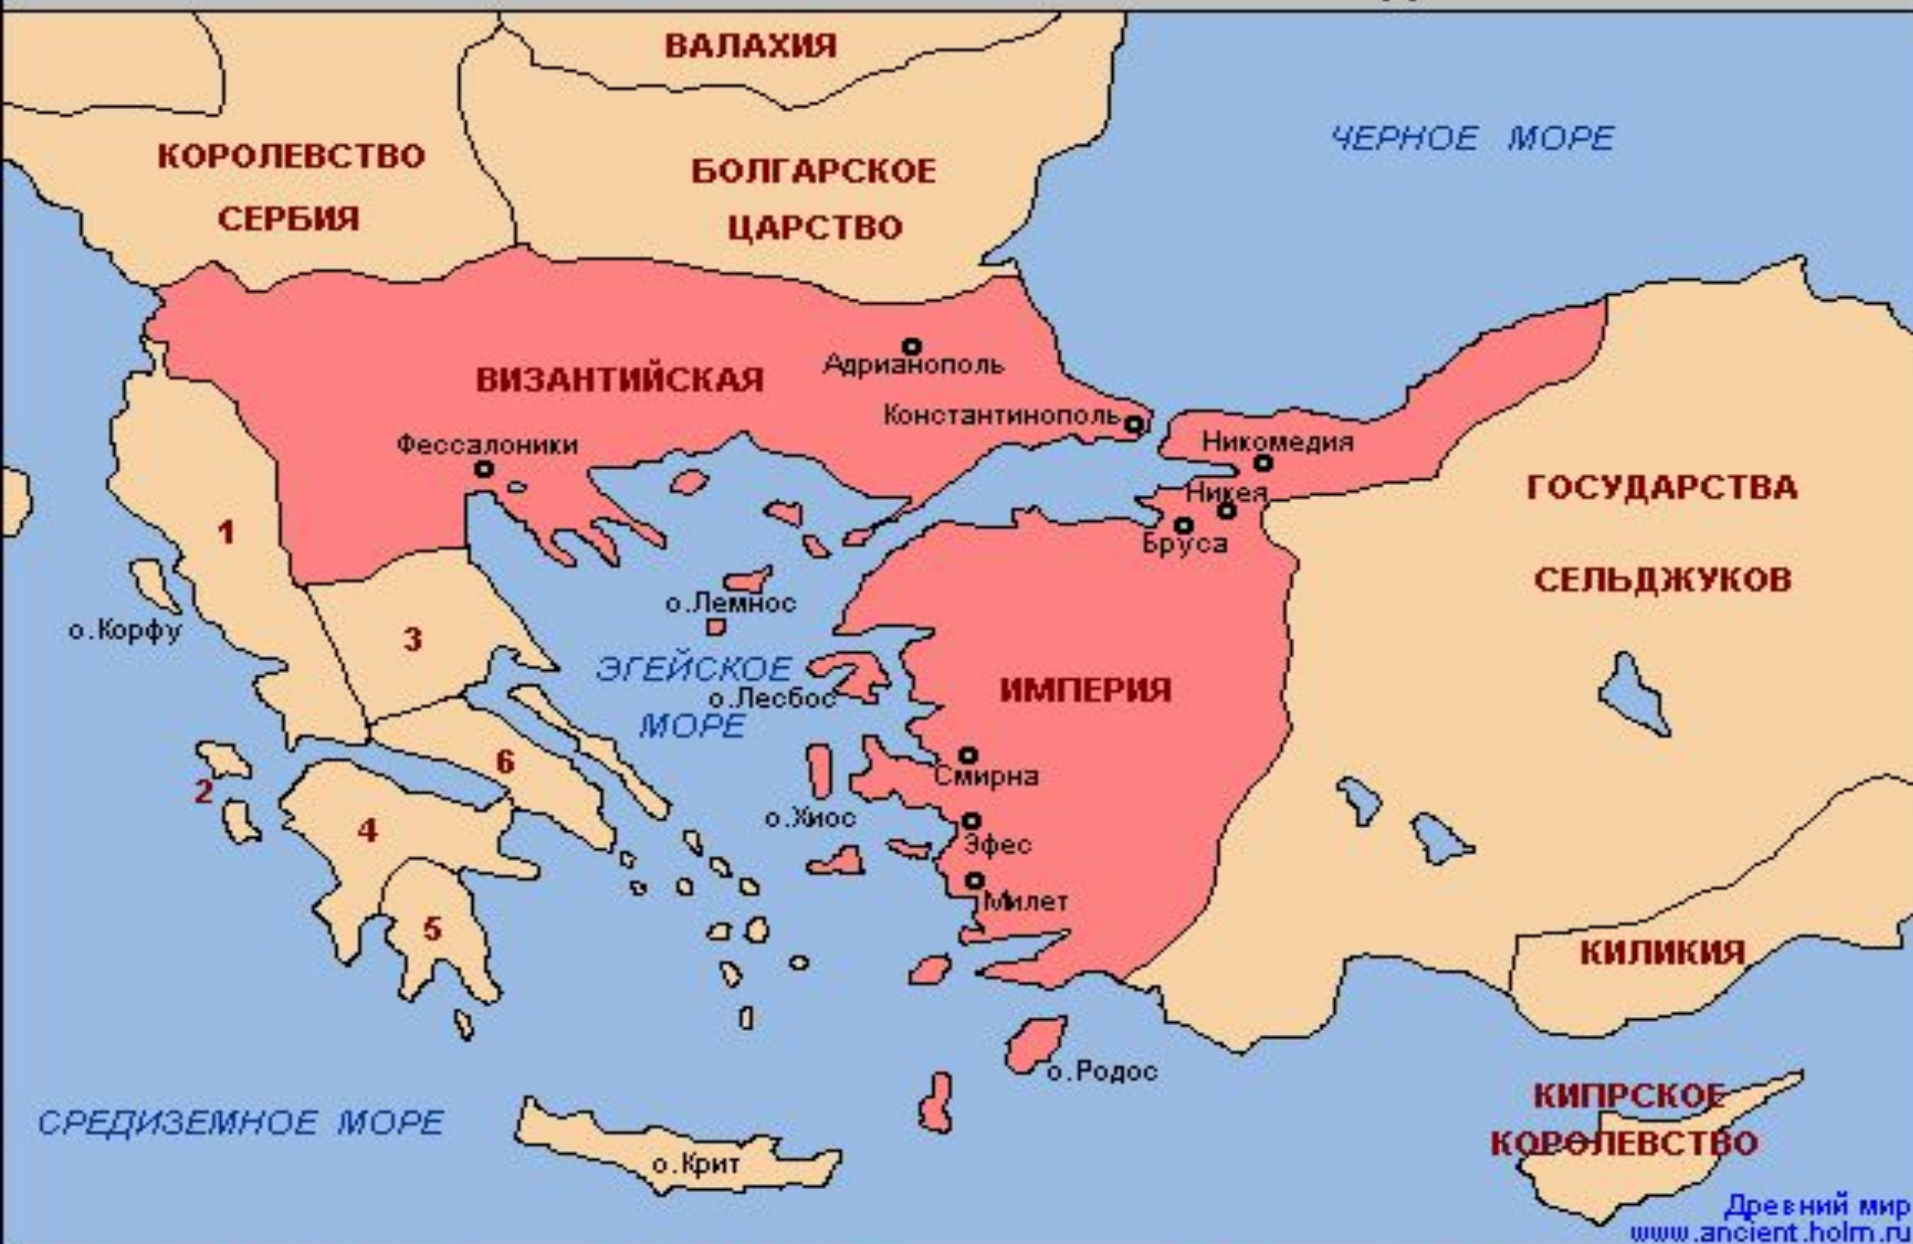 ВАЛАХИЯ
ЧЕРНОЕ МОРЕ
КОРОЛЕВСТВО
СЕРБИЯ
БОЛГАРСКОЕ
ЦАРСТВО
ВИЗАНТИЙСКАЯ
Адрианополь
Константинополь
Фессалоники
Никомедия
Никея
Бруса
ГОСУДАРСТВА
СЕЛЬДЖУКОВ
1
о.Корфу
3
о.Лемнос
ЭГЕЙСКОЕ
о.Лесбос
МОРЕ
ИМПЕРИЯ
2
6
Смирна
4
о.Хиос
Эфес
Милет
5
КИЛИКИЯ
о.Родос
СРЕДИЗЕМНОЕ МОРЕ
о.Крит
КИПРСКОЕ
КОРОЛЕВСТВО
Древний мир
www.ancient.holm.ru